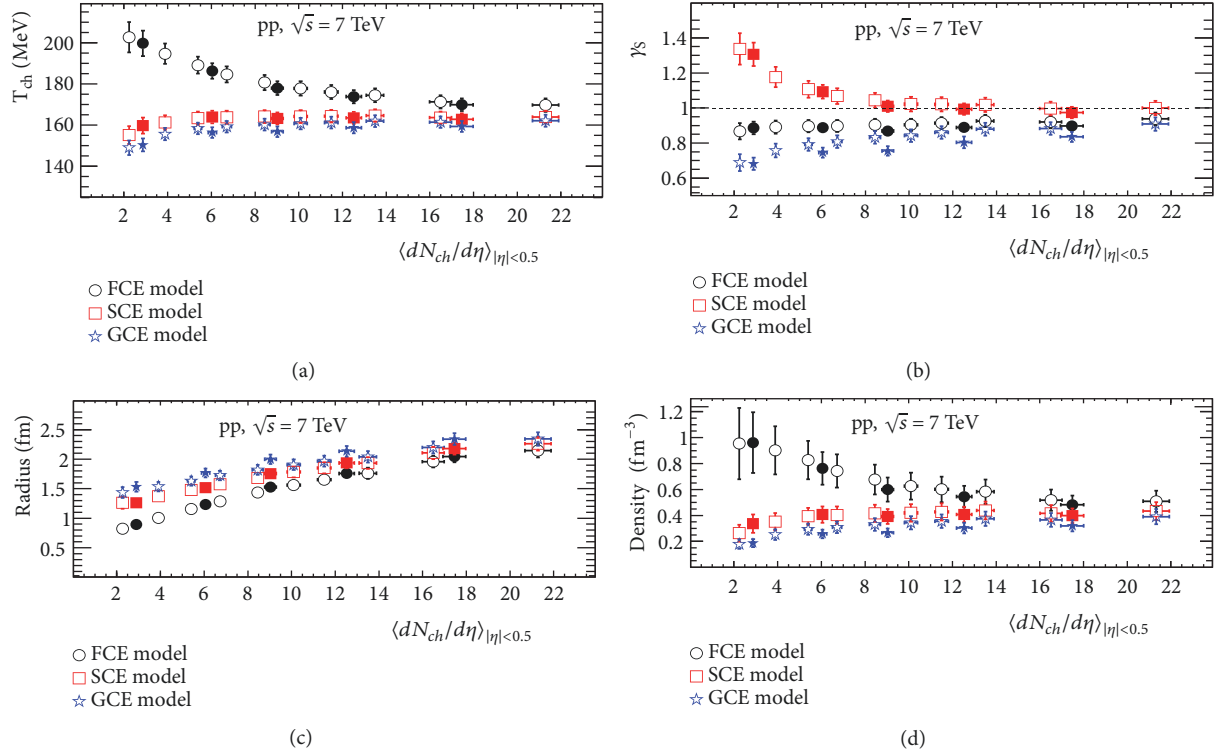 pp, √s = 7 TeV
T_ch (MeV)
200
180
160
140
2 4 6 8 10 12 14 16 18 20 22
⟨dN_ch/dη⟩_|η|<0.5
FCE model
SCE model
GCE model
(a)
pp, √s = 7 TeV
γ_S
1.4
1.2
1
0.8
0.6
2 4 6 8 10 12 14 16 18 20 22
⟨dN_ch/dη⟩_|η|<0.5
FCE model
SCE model
GCE model
(b)
pp, √s = 7 TeV
Radius (fm)
2.5
2
1.5
1
0.5
2 4 6 8 10 12 14 16 18 20 22
⟨dN_ch/dη⟩_|η|<0.5
FCE model
SCE model
GCE model
(c)
pp, √s = 7 TeV
Density (fm⁻³)
1.2
1
0.8
0.6
0.4
0.2
2 4 6 8 10 12 14 16 18 20 22
⟨dN_ch/dη⟩_|η|<0.5
FCE model
SCE model
GCE model
(d)